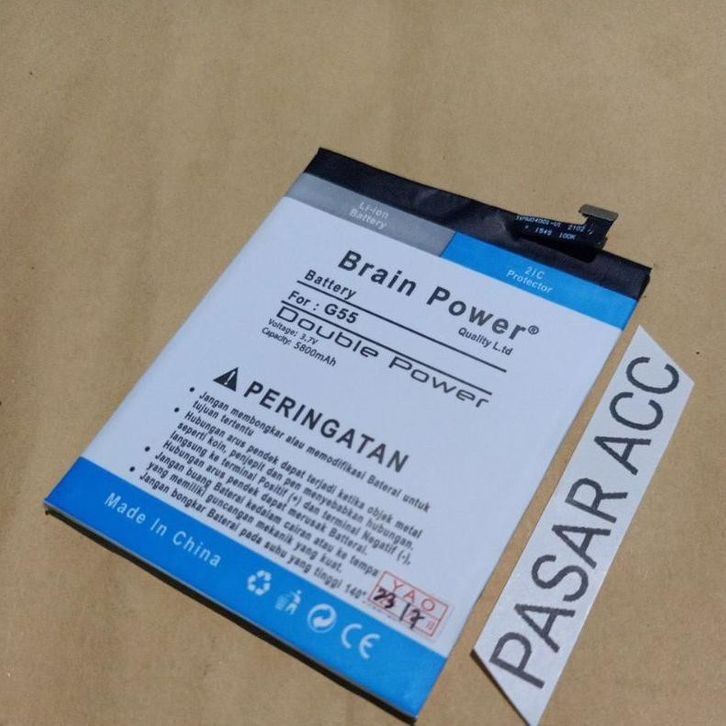 Li-ion
Battery
2IC
Protector
Brain Power®
Battery
Quality L.td
For : G55
Double Power
Voltage: 3.7V
Capacity: 5800mAh
PERINGATAN
• Jangan membongkar alau memodifikasi Baterai untuk
tujuan tertentu
• Hubungan arus pendek dapat terjadi ketika objek metal
seperti koin, penjepit dan pen menyebabkan hubungan.
langsung ke terminal Positif (+) dan terminal Negatif (-),
yang memiliki guncangan mekanik yang kuat.
Hubungan arus pendek dapat merusak Baterai.
• Jangan buang Baterai kedalam cairan atau ke tempat
Jangan bongkar Baterai pada suhu yang tinggi 140°
Made In China
CE
YAO
PASAR ACC